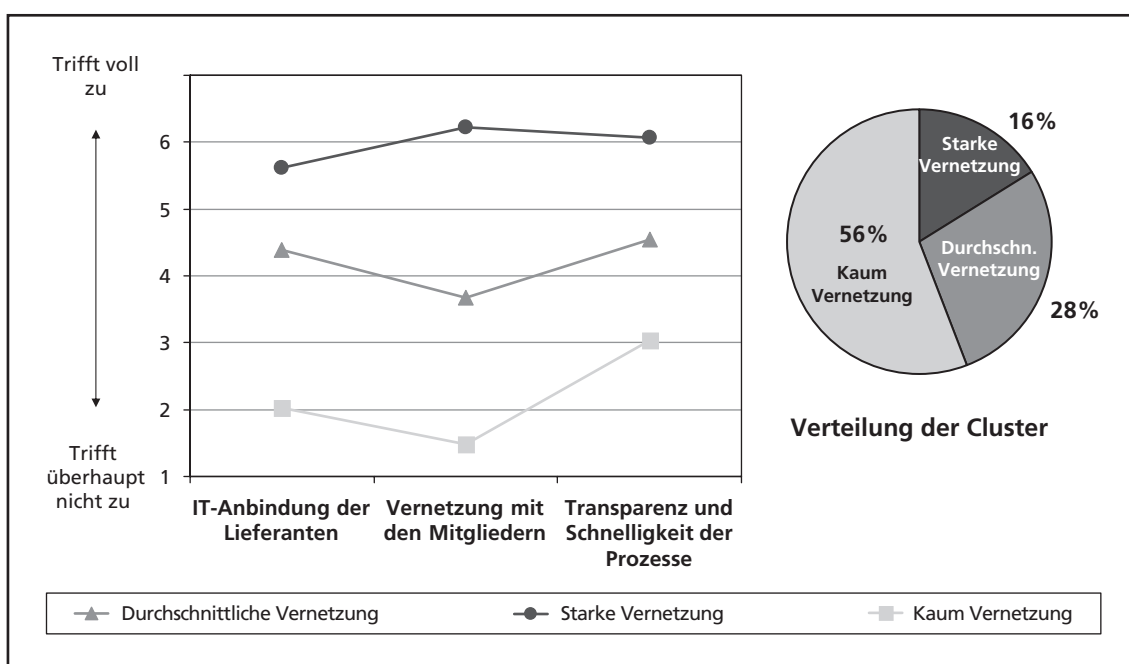 Trifft voll
zu
6
5
4
3
2
1
Trifft
überhaupt
nicht zu
IT-Anbindung der
Lieferanten
Vernetzung mit
den Mitgliedern
Transparenz und
Schnelligkeit der
Prozesse
16%
Starke
Vernetzung
56%
Kaum
Vernetzung
Durchschn.
Vernetzung
28%
Verteilung der Cluster
Durchschnittliche Vernetzung
Starke Vernetzung
Kaum Vernetzung